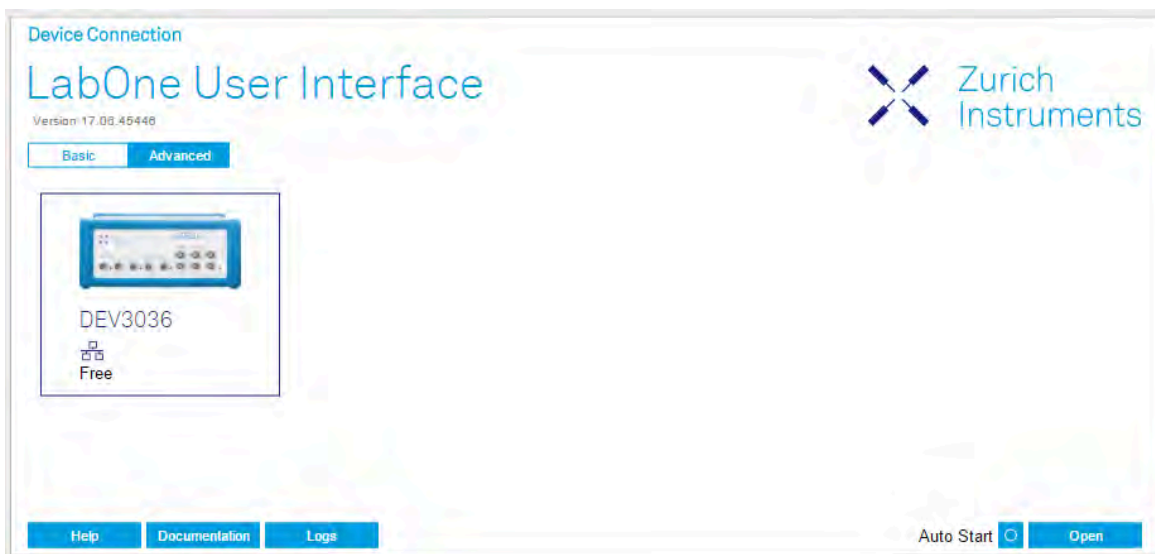 Device Connection
LabOne User Interface
Zurich
Instruments
Version 17.06.45446
Basic
Advanced
DEV3036
Free
Help
Documentation
Logs
Auto Start
Open